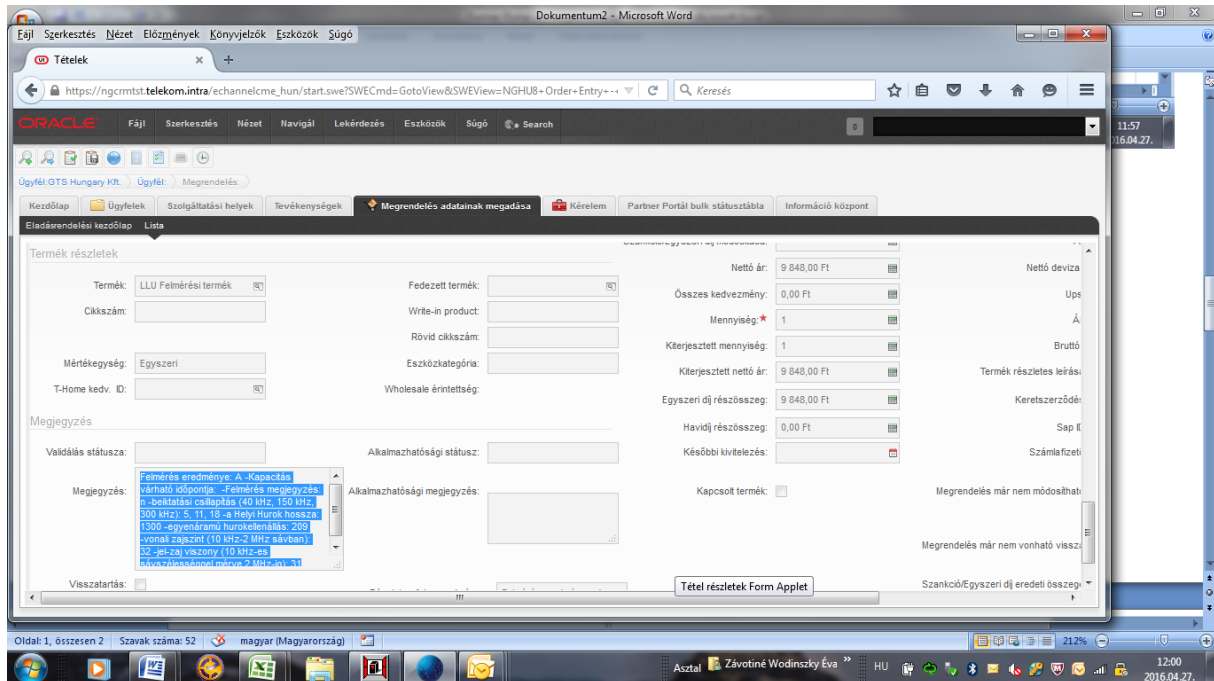 Dokumentum2 - Microsoft Word
Fájl Szerkesztés Nézet Előzmények Könyvjelzők Eszközök Súgó
Tételek
https://ngcrmtst.telekom.intra/echannelcme_hun/start.swe?SWECmd=GotoView&SWEView=NGHU8+Order+Entry+-+
Keresés
ORACLE Fájl Szerkesztés Nézet Navigál Lekérdezés Eszközök Súgó Search
0
11:57
016.04.27.
Ügyfél:GTS Hungary Kft. Ügyfél: Megrendelés:
Kezdőlap Ügyfelek Szolgáltatási helyek Tevékenységek Megrendelés adatainak megadása Kérelem Partner Portál bulk státusztábla Információ központ
Eladásrendelési kezdőlap Lista
Termék részletek
Termék: LLU Felmérési termék
Cikkszám:
Mértékegység: Egyszeri
T-Home kedv. ID:
Fedezett termék:
Write-in product:
Rövid cikkszám:
Eszközkategória:
Wholesale érintettség:
Nettó ár: 9 848,00 Ft
Összes kedvezmény: 0,00 Ft
Mennyiség:★ 1
Kiterjesztett mennyiség: 1
Kiterjesztett nettó ár: 9 848,00 Ft
Egyszeri díj részösszeg: 9 848,00 Ft
Havidíj részösszeg: 0,00 Ft
Későbbi kivitelezés:
Kapcsolt termék:
Nettó deviza
Ups
Á
Bruttó
Termék részletes leírás
Keretszerződé
Sap I
Számlafizeti
Megrendelés már nem módosíthat
Megrendelés már nem vonható vissz
Szankció/Egyszeri díj eredeti összeg
Megjegyzés
Validálás státusza:
Alkalmazhatósági státusz:
Megjegyzés:
Felmérés eredménye: A -Kapacitás
várható időpontja: -Felmérés megjegyzés:
n -beiktatási csillapítás (40 kHz, 150 kHz,
300 kHz): 5, 11, 18 -a Helyi Hurok hossza:
1300 -egyenáramú hurokellenállás: 209
-vonali zajszint (10 kHz-2 MHz sávban):
32 -jel-zaj viszony (10 kHz-es
sávszélességgel mérve 2 MHz-ig): 31
Alkalmazhatósági megjegyzés:
Visszatartás:
Tétel részletek Form Applet
Oldal: 1, összesen 2 Szavak száma: 52 magyar (Magyarország) 212%
Asztal Závotiné Wodinszky Éva » HU 12:00
2016.04.27.